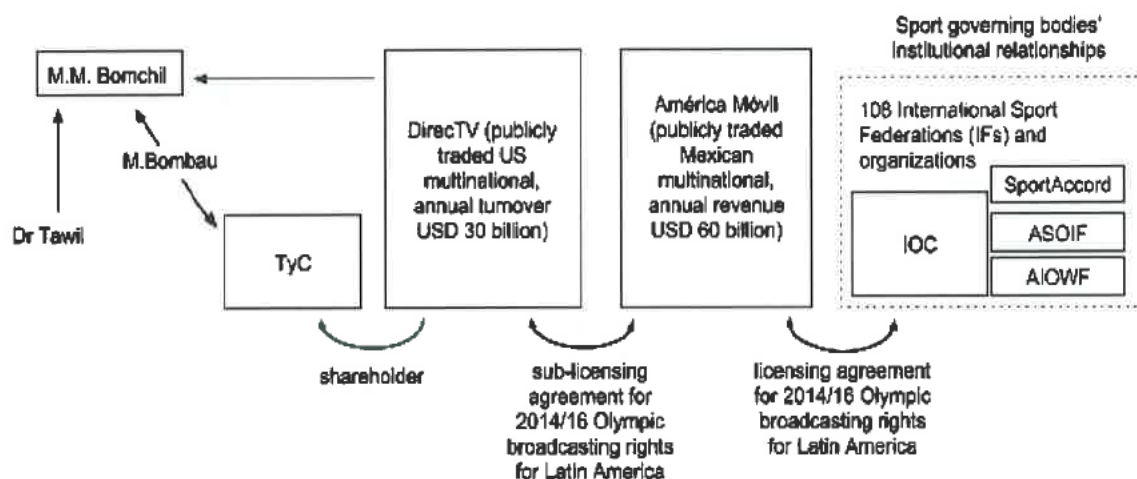 Sport governing bodies'
institutional relationships
M.M. Bomchil
DirecTV (publicly
traded US
multinational,
annual turnover
USD 30 billion)
América Móvil
(publicly traded
Mexican
multinational,
annual revenue
USD 60 billion)
108 International Sport
Federations (IFs) and
organizations
SportAccord
M.Bombau
Dr Tawil
TyC
IOC
ASOIF
AIOWF
shareholder
sub-licensing
agreement for
2014/16 Olympic
broadcasting rights
for Latin America
licensing agreement
for 2014/16 Olympic
broadcasting rights
for Latin America